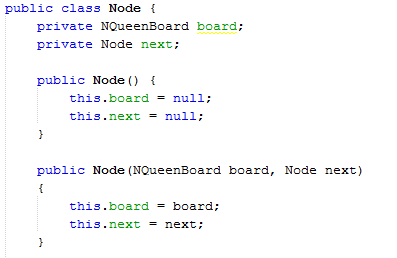 public class Node {
    private NQueenBoard board;
    private Node next;

    public Node() {
        this.board = null;
        this.next = null;
    }

    public Node(NQueenBoard board, Node next)
    {
        this.board = board;
        this.next = next;
    }